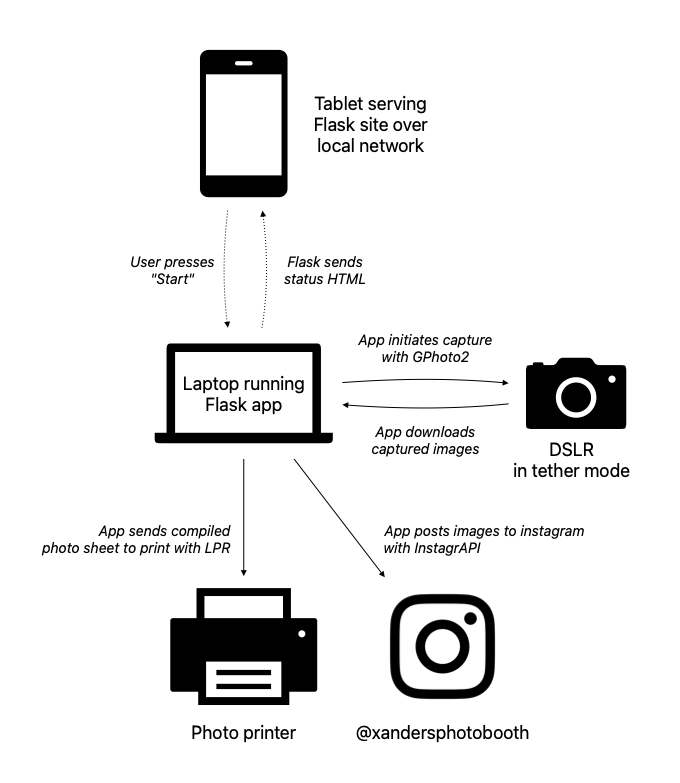 Tablet serving
Flask site over
local network
User presses
"Start"
Flask sends
status HTML
App initiates capture
with GPhoto2
Laptop running
Flask app
App downloads
captured images
DSLR
in tether mode
App sends compiled
photo sheet to print with LPR
App posts images to instagram
with InstagrAPI
Photo printer
@xandersphotobooth